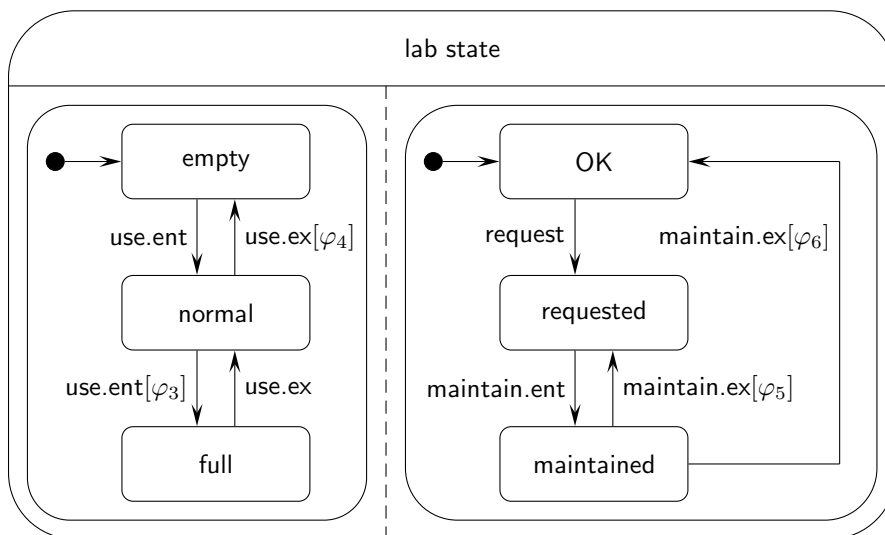 lab state
empty
use.ent
use.ex[φ₄]
normal
use.ent[φ₃]
use.ex
full
OK
request
maintain.ex[φ₆]
requested
maintain.ent
maintain.ex[φ₅]
maintained